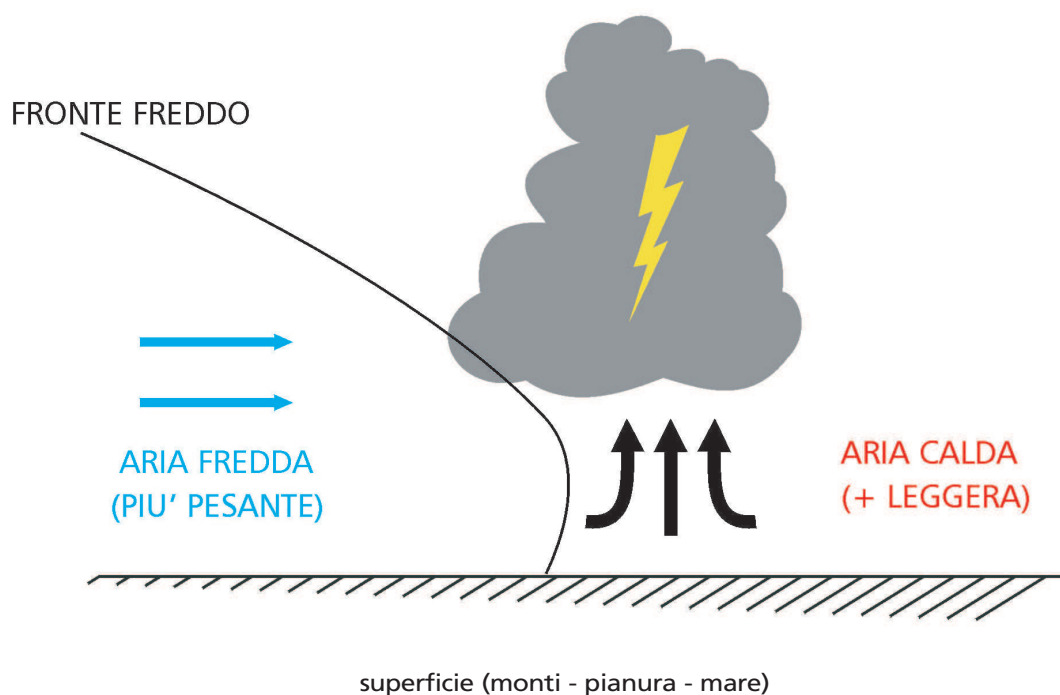 FRONTE FREDDO
ARIA FREDDA
(PIU’ PESANTE)
ARIA CALDA
(+ LEGGERA)
superficie (monti - pianura - mare)